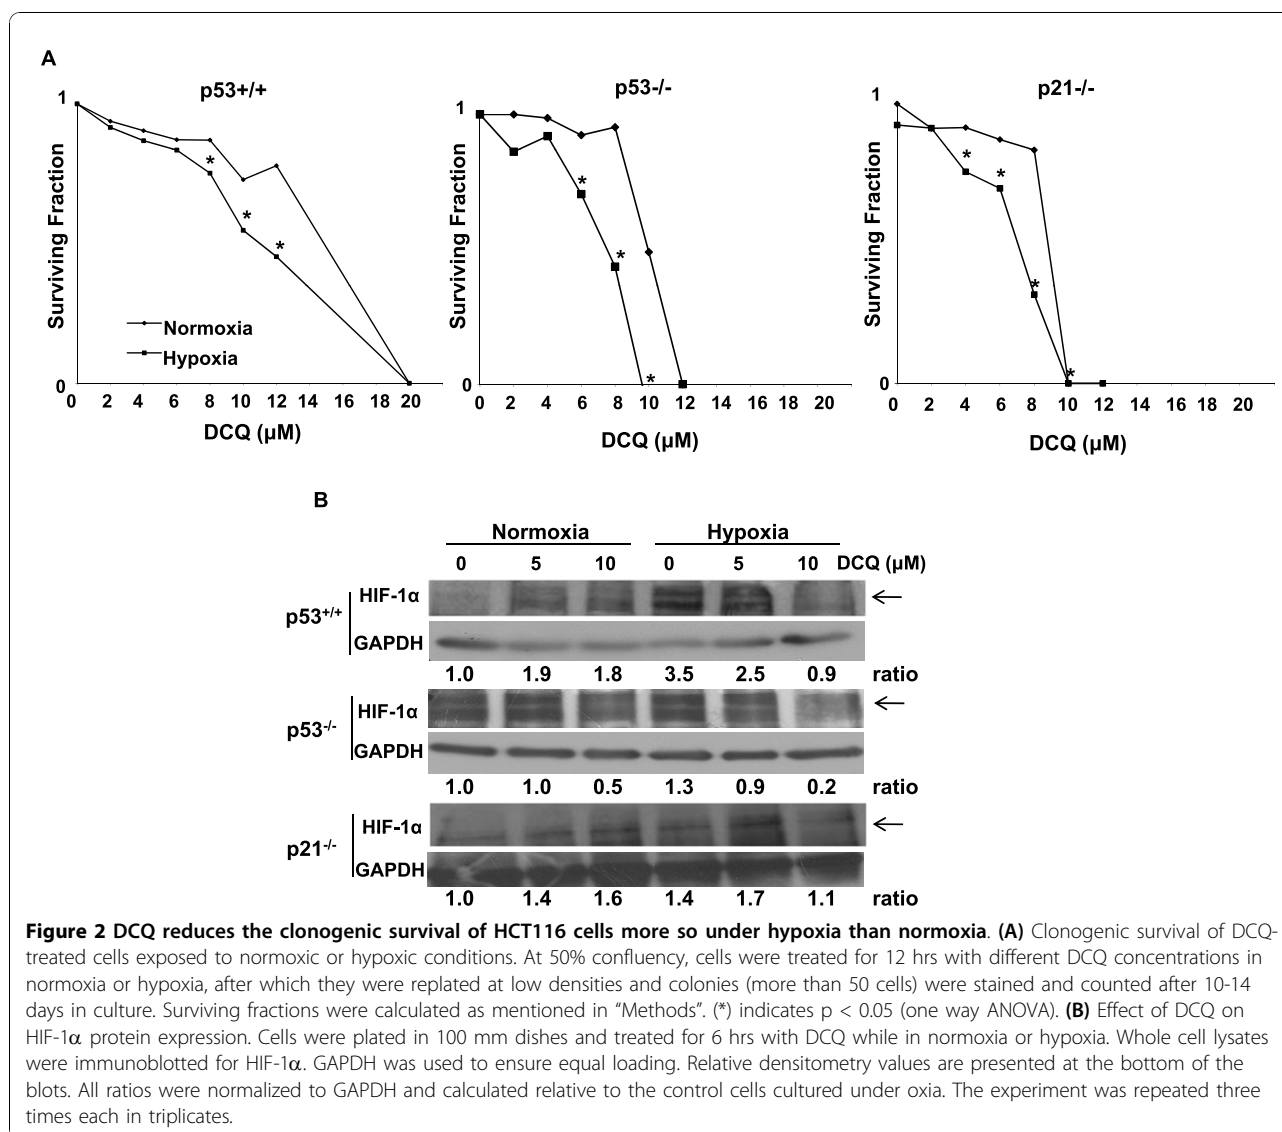 A
p53+/+
p53-/-
p21-/-
1
1
1
Surviving Fraction
Surviving Fraction
Surviving Fraction
*
*
*
*
*
*
*
*
*
*
Normoxia
Hypoxia
0
0
0
0 2 4 6 8 10 12 14 16 18 20
0 2 4 6 8 10 12 14 16 18 20
0 2 4 6 8 10 12 14 16 18 20
DCQ (µM)
DCQ (µM)
DCQ (µM)
B
Normoxia Hypoxia
0 5 10 0 5 10 DCQ (µM)
p53+/+
HIF-1α
GAPDH
1.0 1.9 1.8 3.5 2.5 0.9 ratio
p53-/-
HIF-1α
GAPDH
1.0 1.0 0.5 1.3 0.9 0.2 ratio
p21-/-
HIF-1α
GAPDH
1.0 1.4 1.6 1.4 1.7 1.1 ratio
Figure 2 DCQ reduces the clonogenic survival of HCT116 cells more so under hypoxia than normoxia. (A) Clonogenic survival of DCQ-
treated cells exposed to normoxic or hypoxic conditions. At 50% confluency, cells were treated for 12 hrs with different DCQ concentrations in
normoxia or hypoxia, after which they were replated at low densities and colonies (more than 50 cells) were stained and counted after 10-14
days in culture. Surviving fractions were calculated as mentioned in “Methods”. (*) indicates p < 0.05 (one way ANOVA). (B) Effect of DCQ on
HIF-1α protein expression. Cells were plated in 100 mm dishes and treated for 6 hrs with DCQ while in normoxia or hypoxia. Whole cell lysates
were immunoblotted for HIF-1α. GAPDH was used to ensure equal loading. Relative densitometry values are presented at the bottom of the
blots. All ratios were normalized to GAPDH and calculated relative to the control cells cultured under oxia. The experiment was repeated three
times each in triplicates.